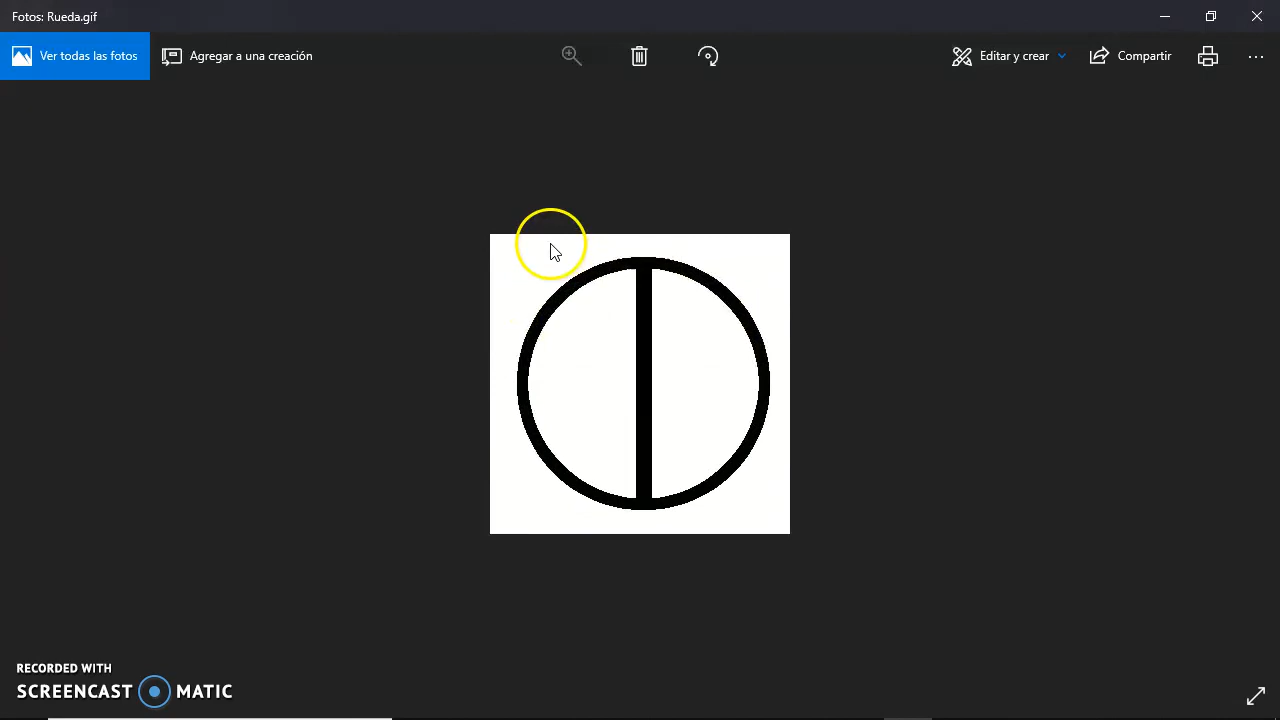 Fotos: Rueda.gif
Ver todas las fotos
Agregar a una creación
Editar y crear
Compartir
RECORDED WITH
SCREENCAST MATIC